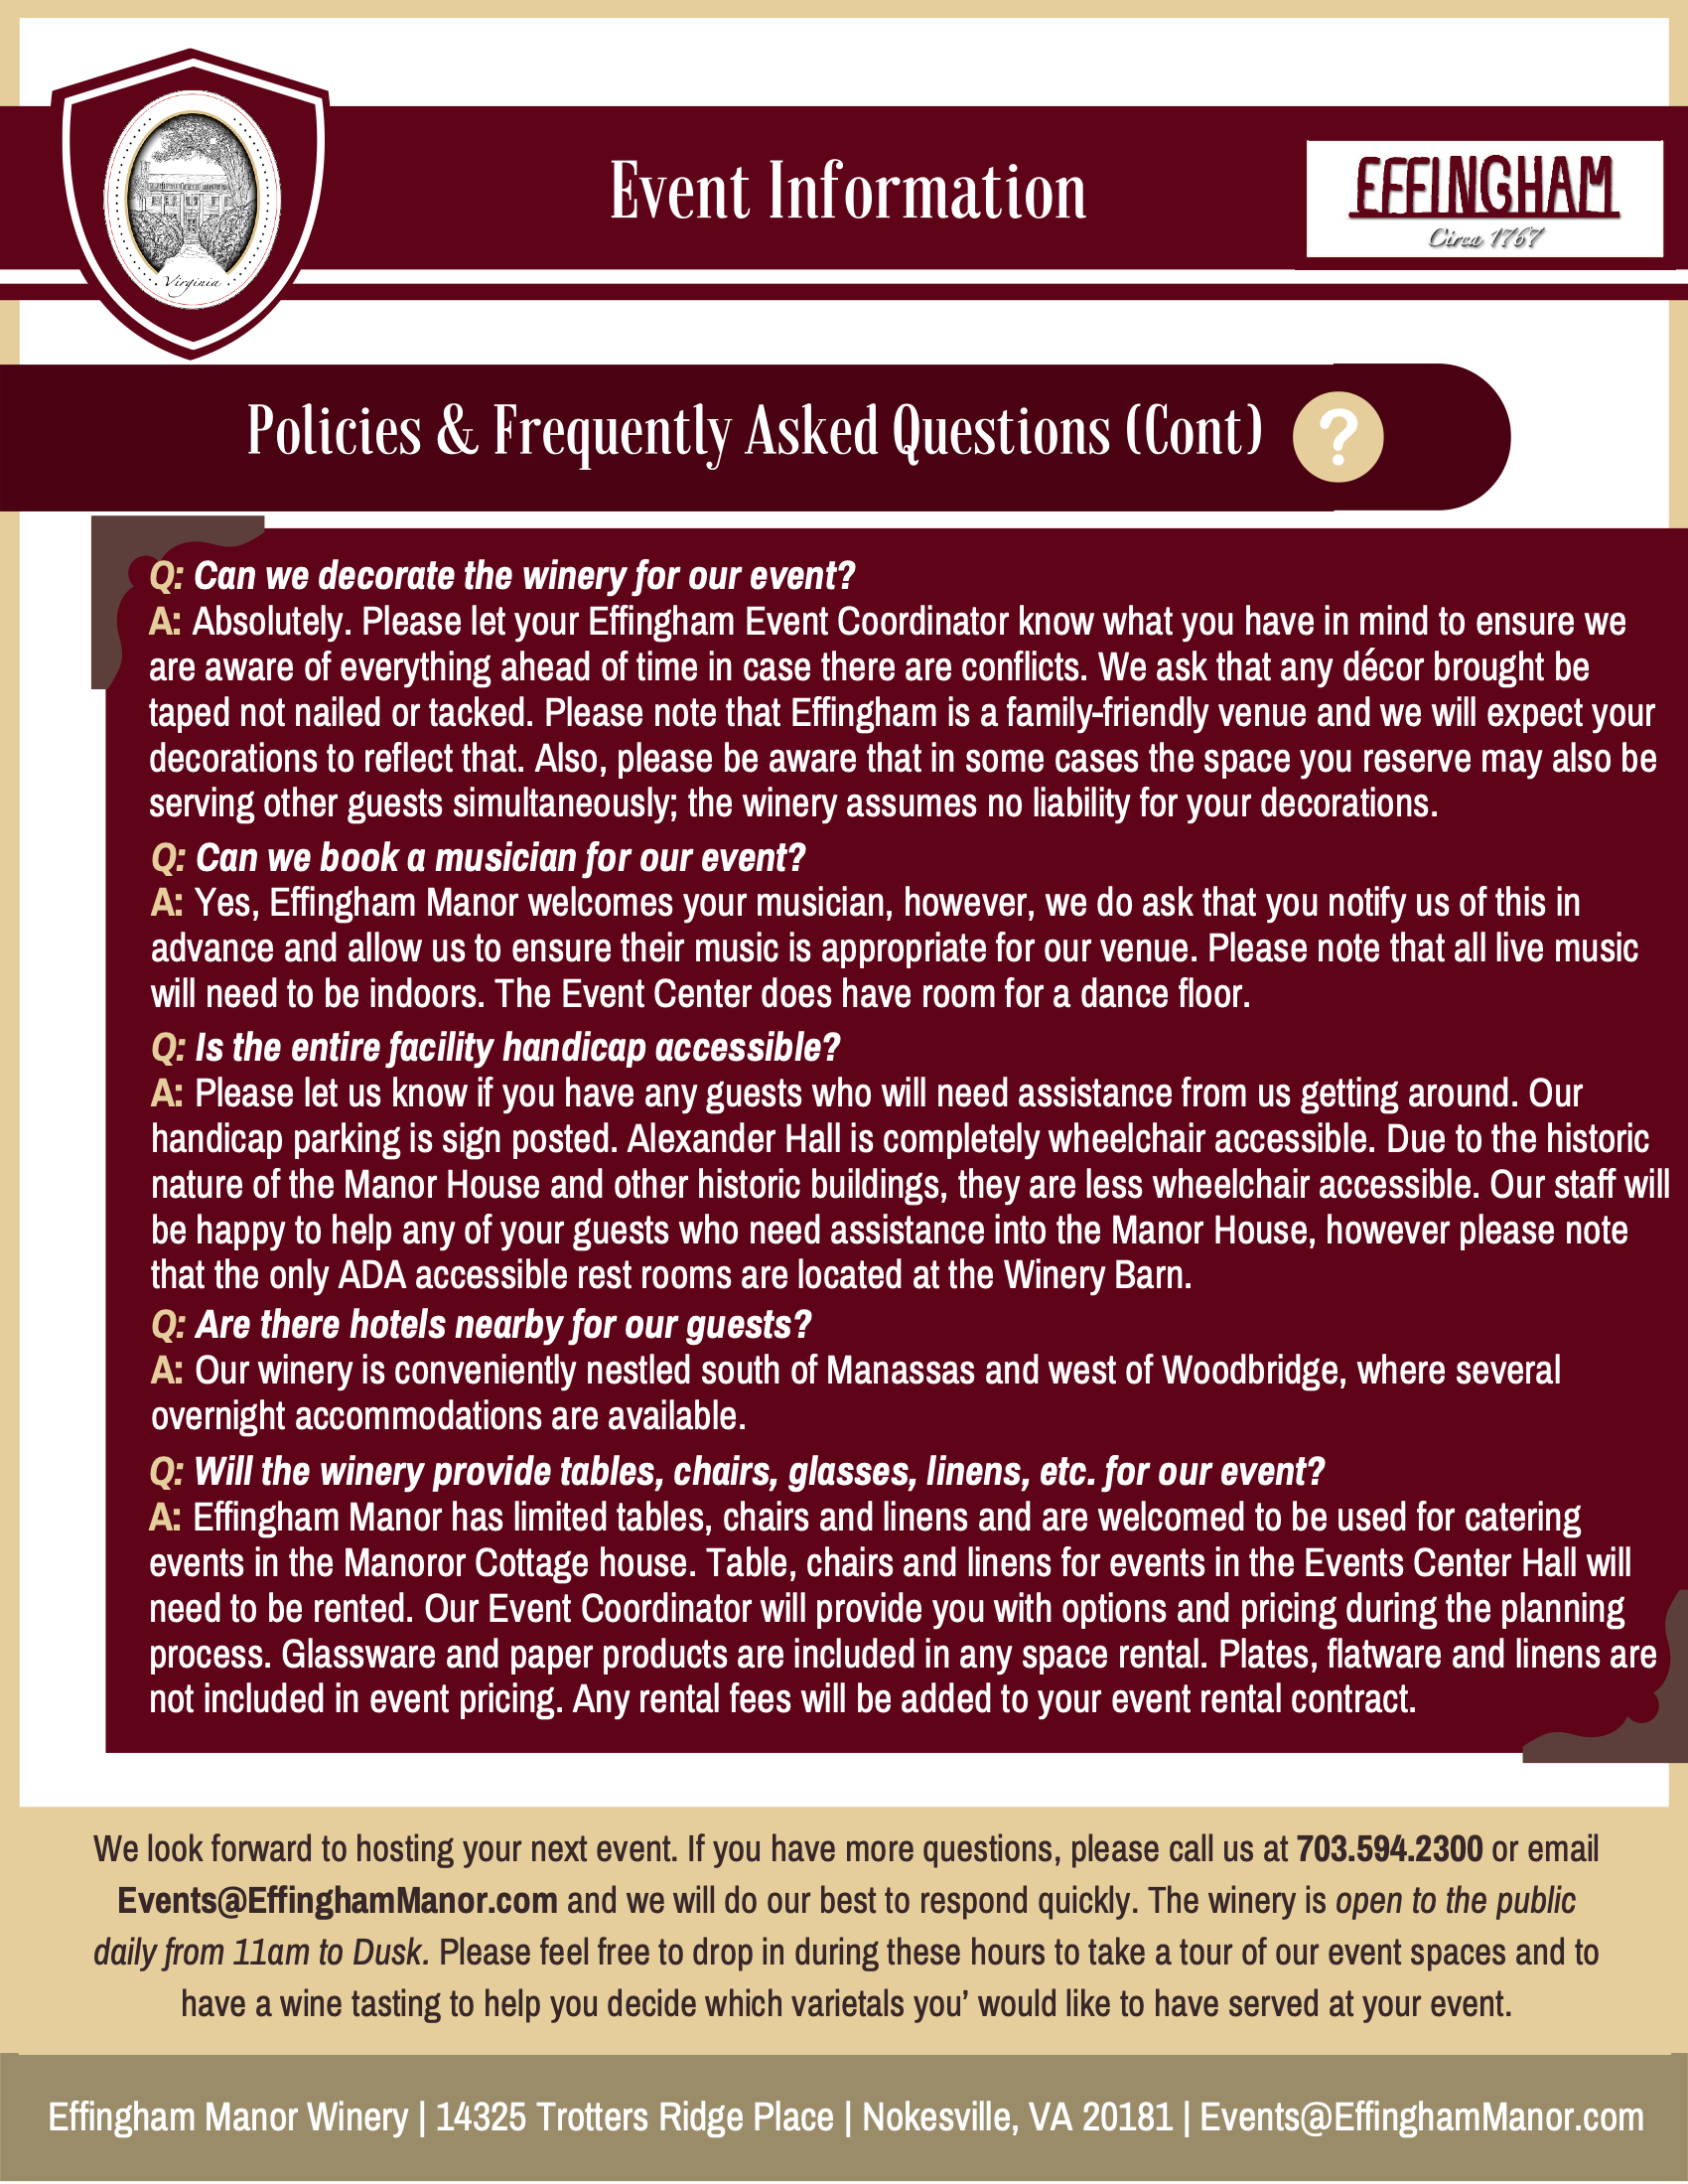 Virginia
Event Information
EFFINGHAM
Circa 1767
Policies & Frequently Asked Questions (Cont)
?
Q: Can we decorate the winery for our event?
A: Absolutely. Please let your Effingham Event Coordinator know what you have in mind to ensure we
are aware of everything ahead of time in case there are conflicts. We ask that any décor brought be
taped not nailed or tacked. Please note that Effingham is a family-friendly venue and we will expect your
decorations to reflect that. Also, please be aware that in some cases the space you reserve may also be
serving other guests simultaneously; the winery assumes no liability for your decorations.
Q: Can we book a musician for our event?
A: Yes, Effingham Manor welcomes your musician, however, we do ask that you notify us of this in
advance and allow us to ensure their music is appropriate for our venue. Please note that all live music
will need to be indoors. The Event Center does have room for a dance floor.
Q: Is the entire facility handicap accessible?
A: Please let us know if you have any guests who will need assistance from us getting around. Our
handicap parking is sign posted. Alexander Hall is completely wheelchair accessible. Due to the historic
nature of the Manor House and other historic buildings, they are less wheelchair accessible. Our staff will
be happy to help any of your guests who need assistance into the Manor House, however please note
that the only ADA accessible rest rooms are located at the Winery Barn.
Q: Are there hotels nearby for our guests?
A: Our winery is conveniently nestled south of Manassas and west of Woodbridge, where several
overnight accommodations are available.
Q: Will the winery provide tables, chairs, glasses, linens, etc. for our event?
A: Effingham Manor has limited tables, chairs and linens and are welcomed to be used for catering
events in the Manoror Cottage house. Table, chairs and linens for events in the Events Center Hall will
need to be rented. Our Event Coordinator will provide you with options and pricing during the planning
process. Glassware and paper products are included in any space rental. Plates, flatware and linens are
not included in event pricing. Any rental fees will be added to your event rental contract.
We look forward to hosting your next event. If you have more questions, please call us at 703.594.2300 or email
Events@EffinghamManor.com and we will do our best to respond quickly. The winery is open to the public
daily from 11am to Dusk. Please feel free to drop in during these hours to take a tour of our event spaces and to
have a wine tasting to help you decide which varietals you’ would like to have served at your event.
Effingham Manor Winery | 14325 Trotters Ridge Place | Nokesville, VA 20181 | Events@EffinghamManor.com